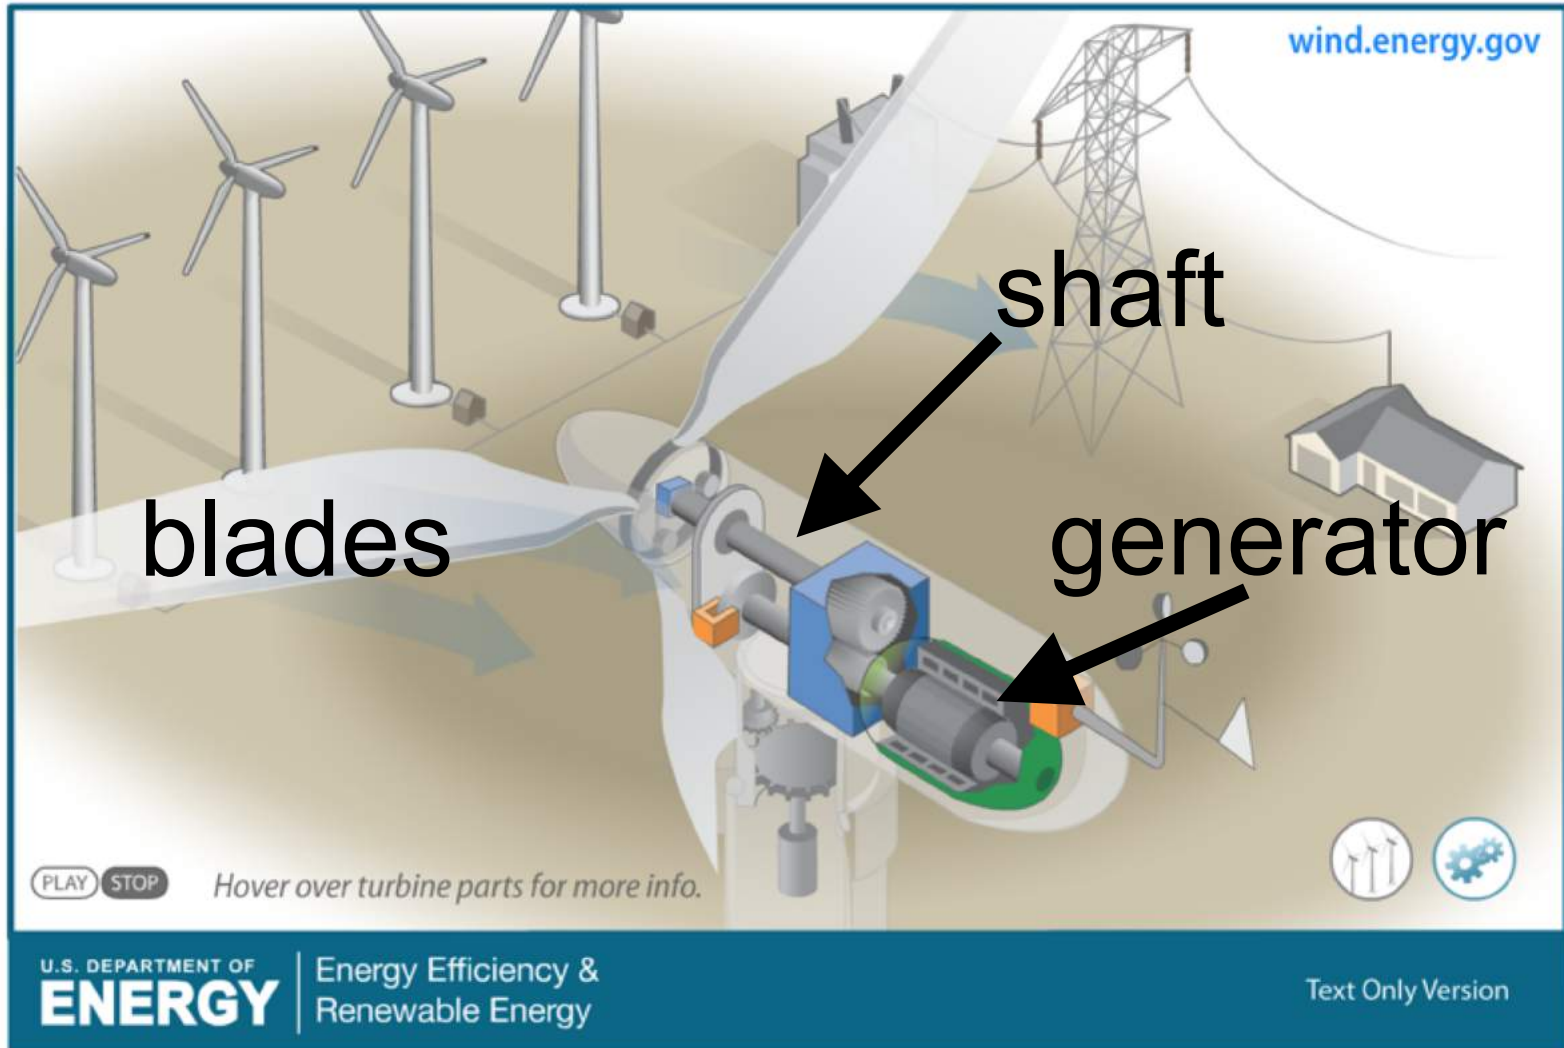 wind.energy.gov
shaft
blades
generator
PLAY STOP Hover over turbine parts for more info.
U.S. DEPARTMENT OF
ENERGY
Energy Efficiency &
Renewable Energy
Text Only Version